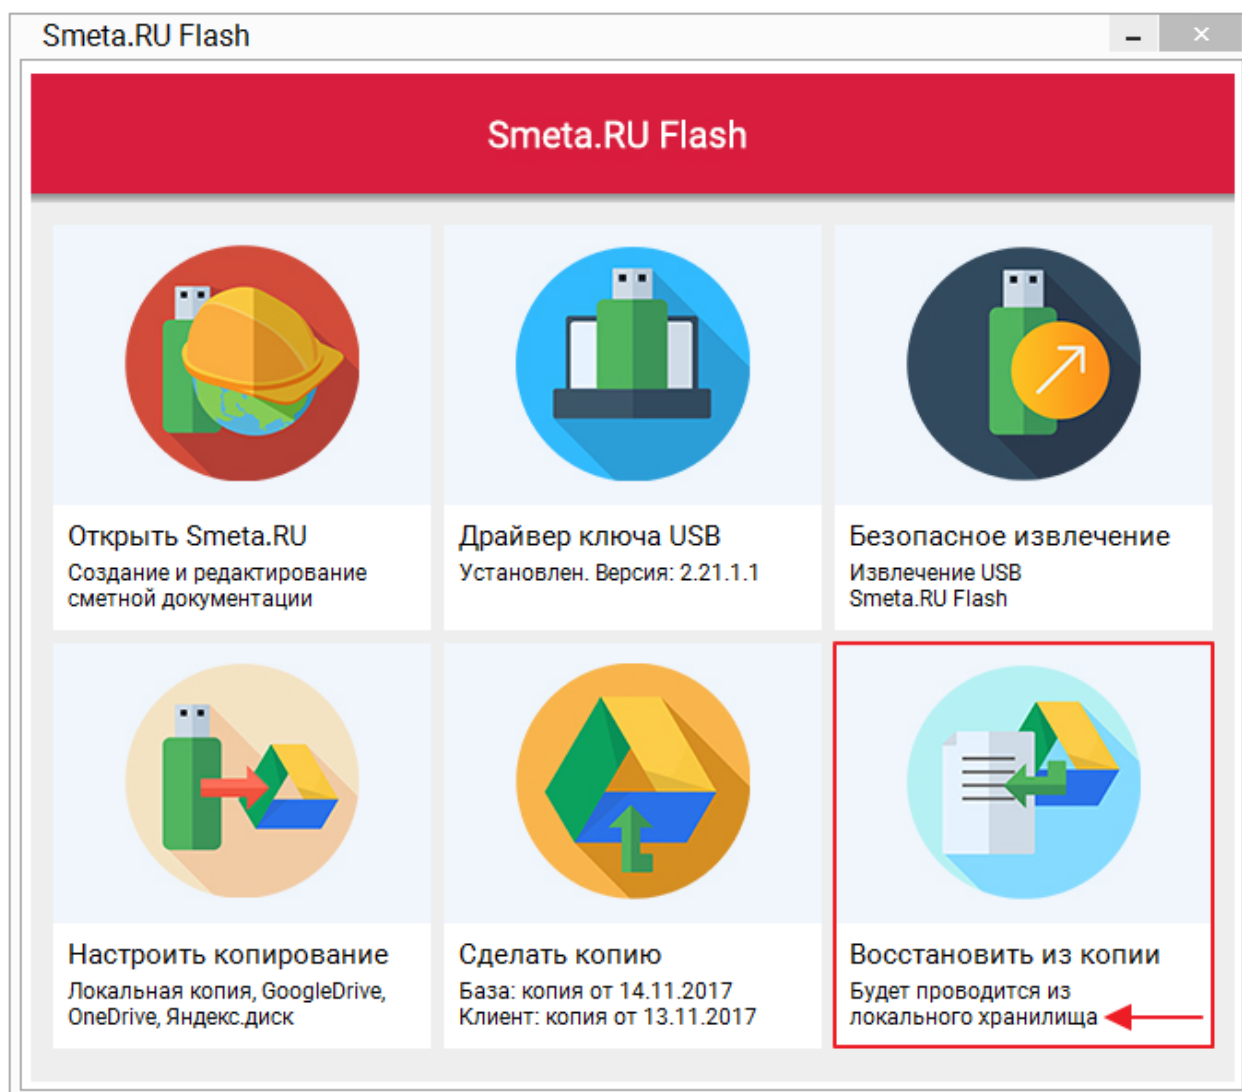 Smeta.RU Flash
Smeta.RU Flash
Открыть Smeta.RU
Создание и редактирование
сметной документации
Драйвер ключа USB
Установлен. Версия: 2.21.1.1
Безопасное извлечение
Извлечение USB
Smeta.RU Flash
Настроить копирование
Локальная копия, GoogleDrive,
OneDrive, Яндекс.диск
Сделать копию
База: копия от 14.11.2017
Клиент: копия от 13.11.2017
Восстановить из копии
Будет проводится из
локального хранилища